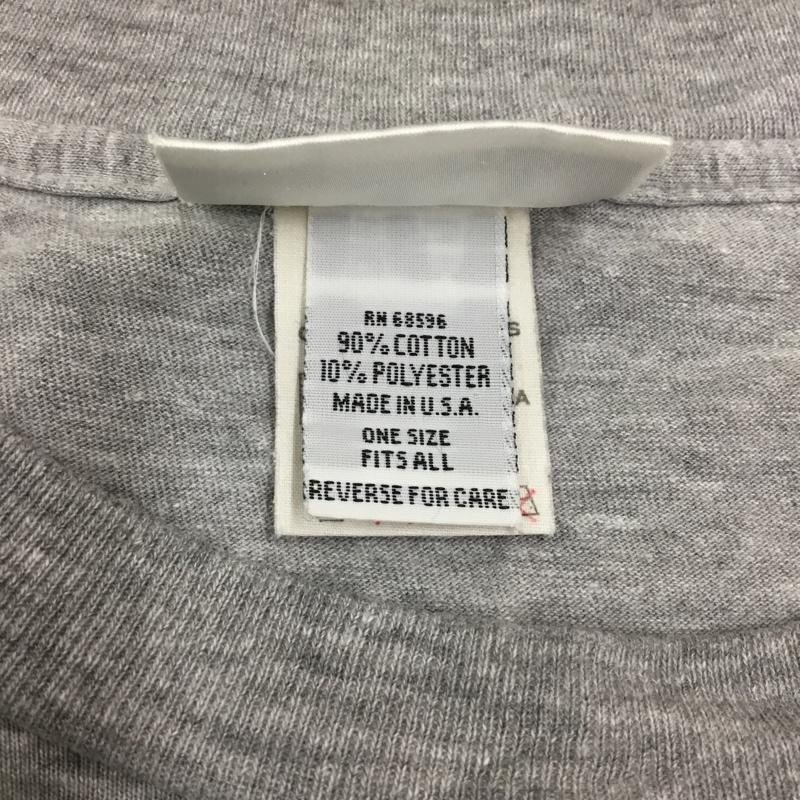 RN 68596
90% COTTON
10% POLYESTER
MADE IN U.S.A.
ONE SIZE
FITS ALL
REVERSE FOR CARE